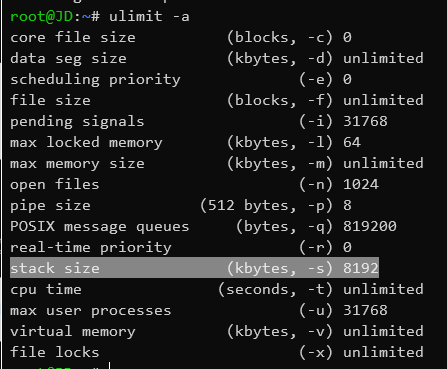 root@JD:~# ulimit -a
core file size (blocks, -c) 0
data seg size (kbytes, -d) unlimited
scheduling priority (-e) 0
file size (blocks, -f) unlimited
pending signals (-i) 31768
max locked memory (kbytes, -l) 64
max memory size (kbytes, -m) unlimited
open files (-n) 1024
pipe size (512 bytes, -p) 8
POSIX message queues (bytes, -q) 819200
real-time priority (-r) 0
stack size (kbytes, -s) 8192
cpu time (seconds, -t) unlimited
max user processes (-u) 31768
virtual memory (kbytes, -v) unlimited
file locks (-x) unlimited
root@JD:~#